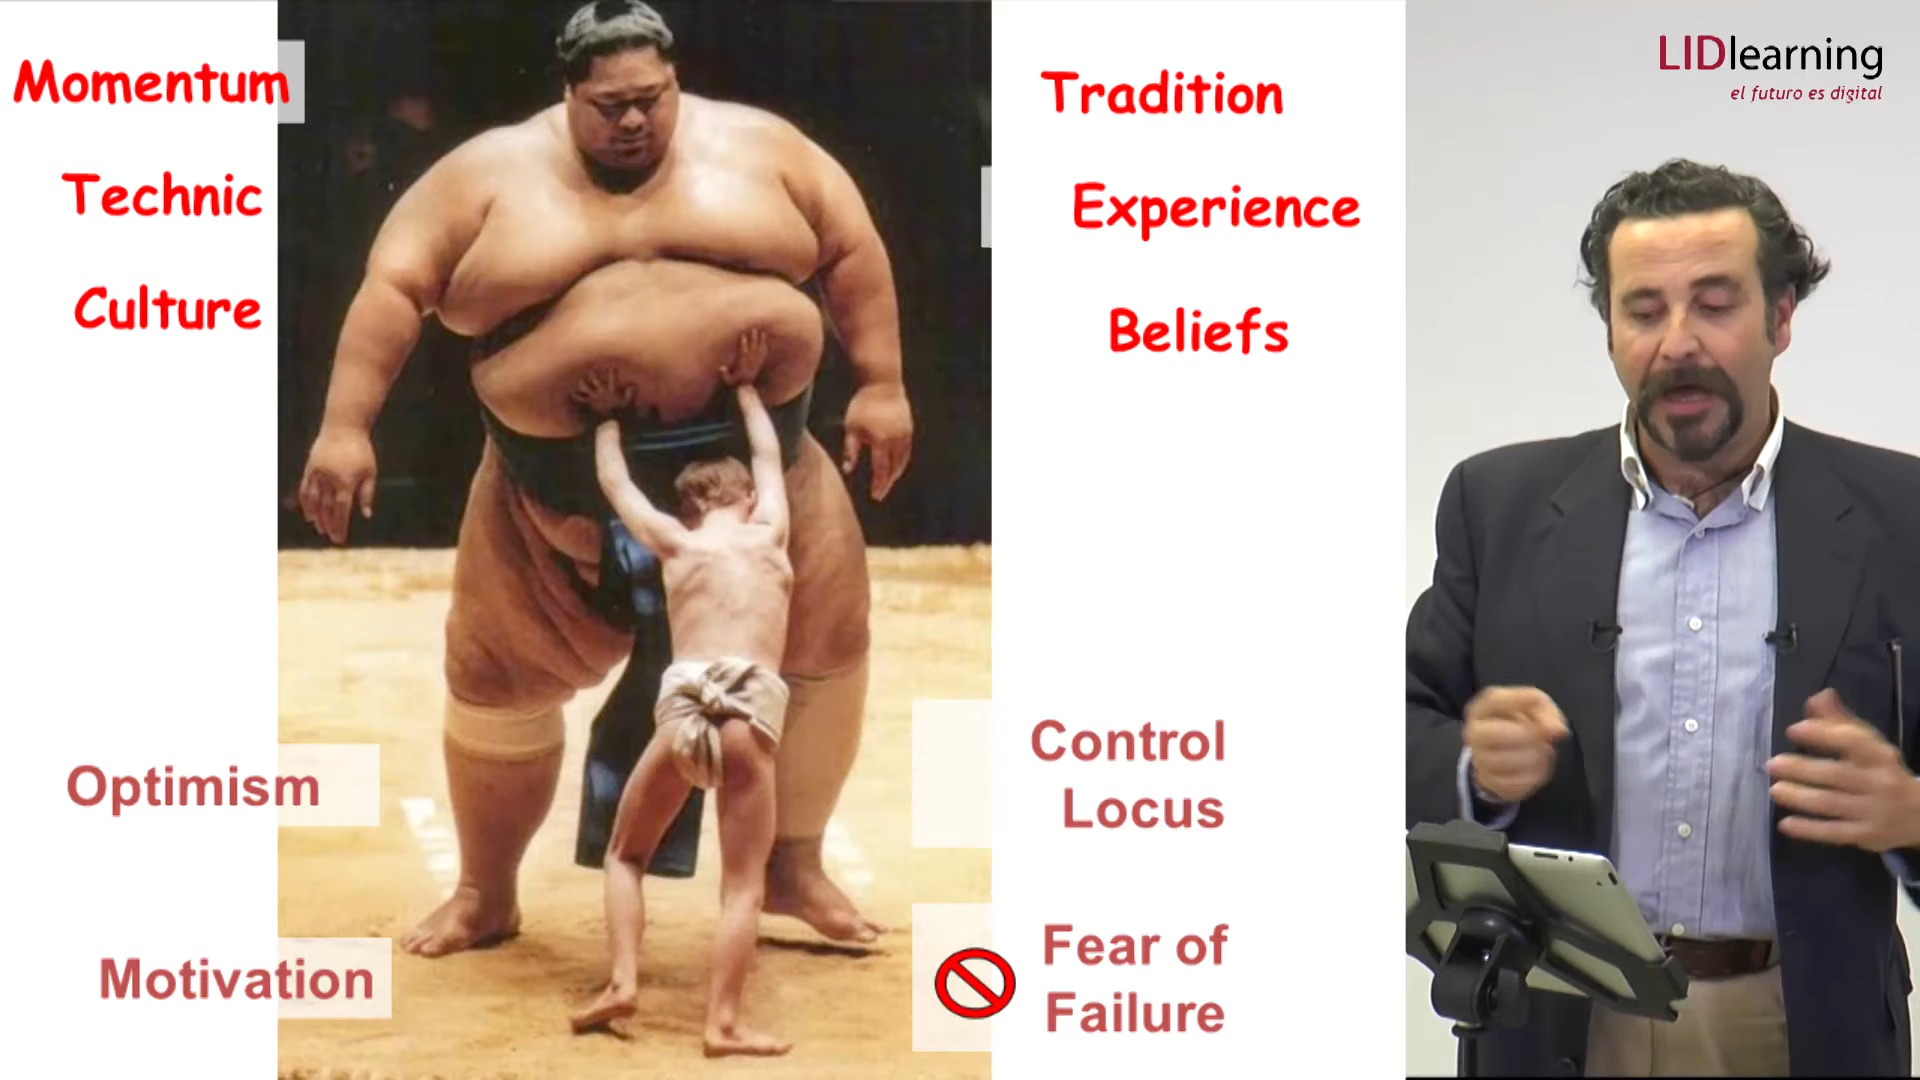 Momentum
Technic
Culture
Tradition
Experience
Beliefs
Optimism
Motivation
Control
Locus
Fear of
Failure
LIDlearning
el futuro es digital